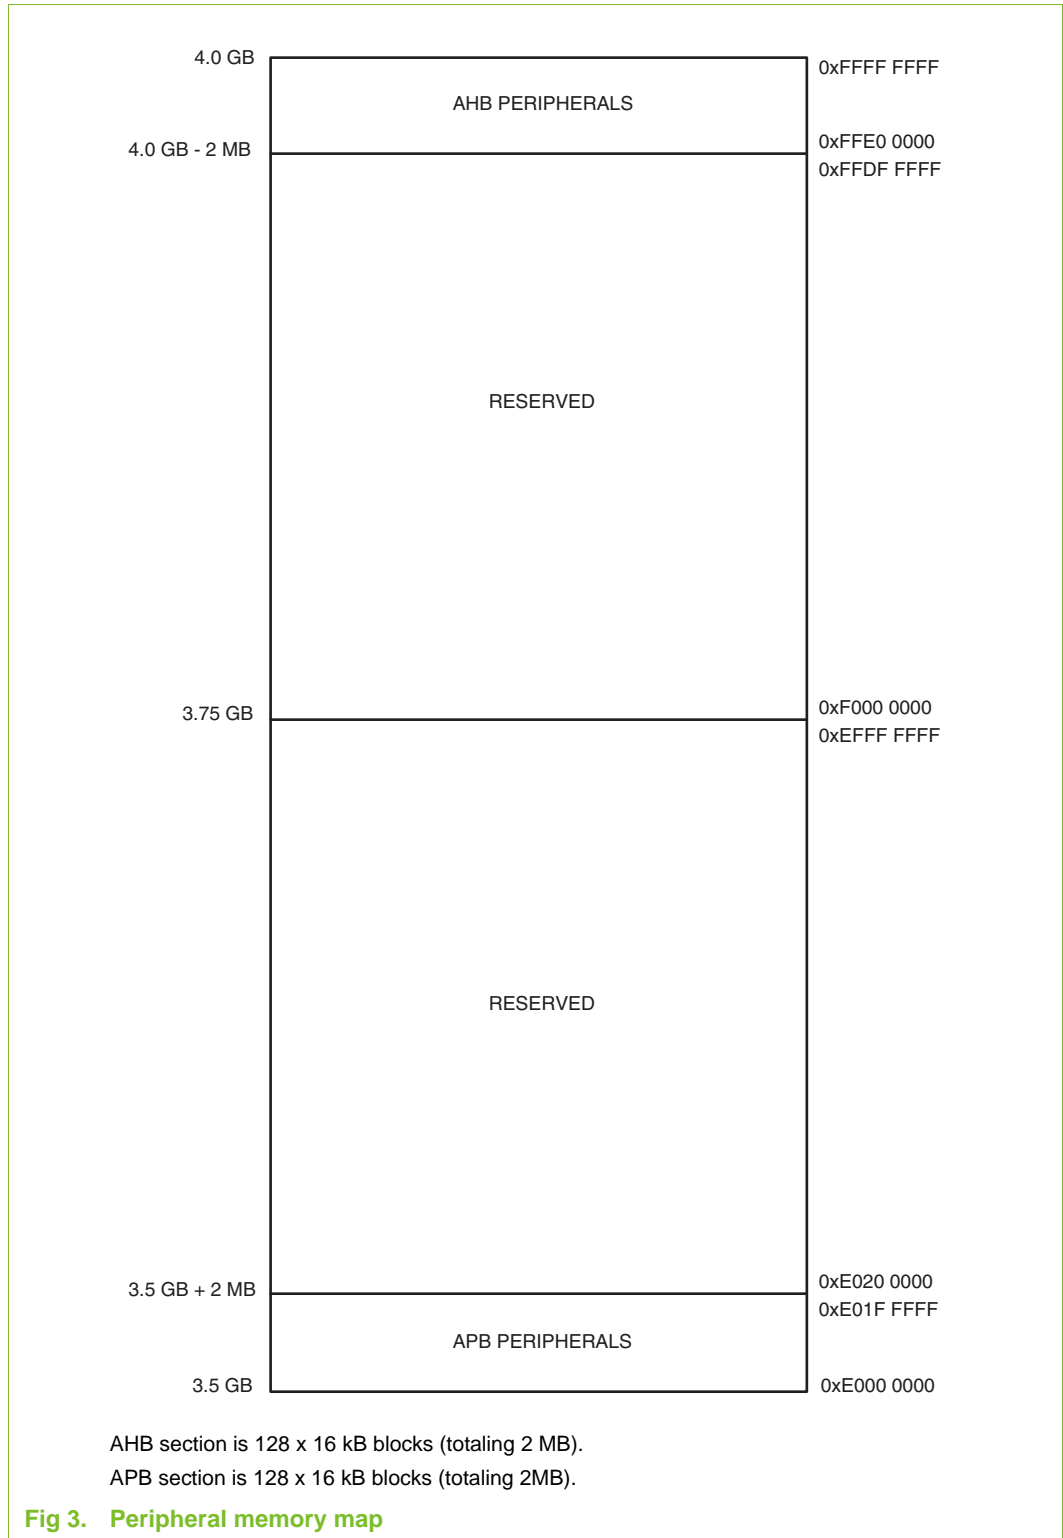 4.0 GB
0xFFFF FFFF
AHB PERIPHERALS
0xFFE0 0000
4.0 GB - 2 MB
0xFFDF FFFF
RESERVED
0xF000 0000
3.75 GB
0xEFFF FFFF
RESERVED
0xE020 0000
3.5 GB + 2 MB
0xE01F FFFF
APB PERIPHERALS
3.5 GB
0xE000 0000
AHB section is 128 x 16 kB blocks (totaling 2 MB).
APB section is 128 x 16 kB blocks (totaling 2MB).
Fig 3. Peripheral memory map